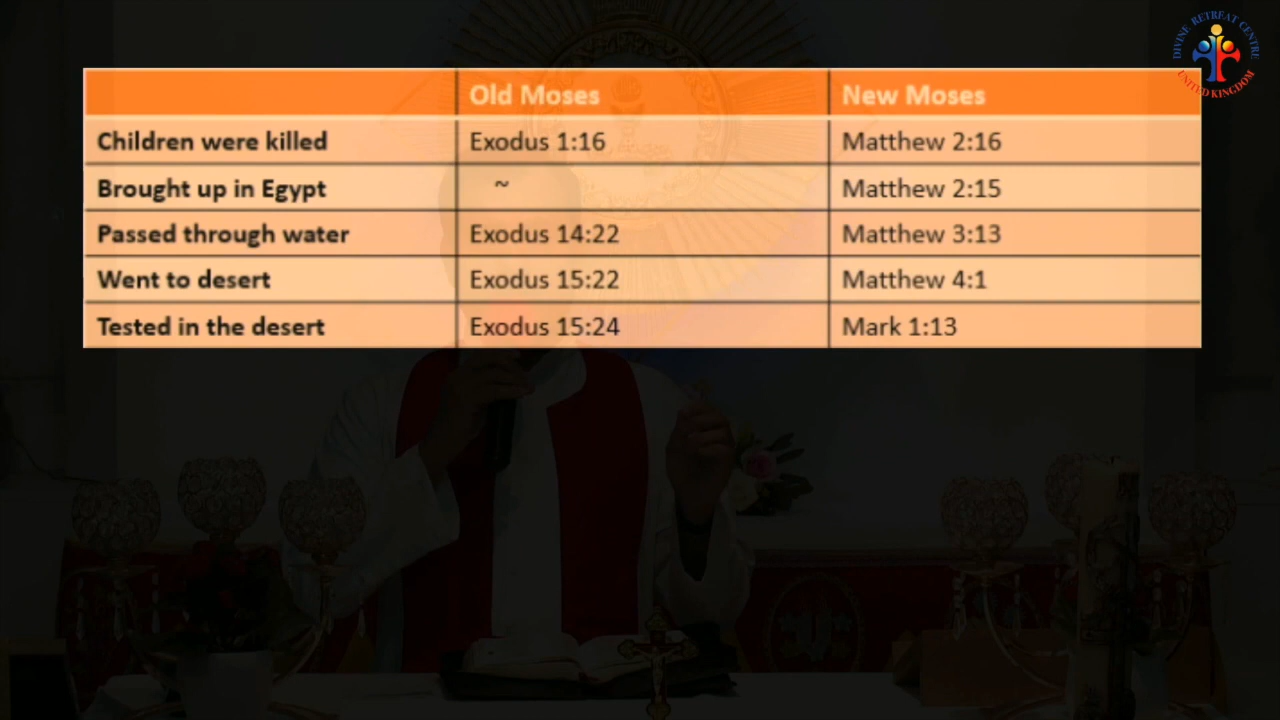 DIVINE RETREAT CENTRE
UNITED KINGDOM
Old Moses New Moses
Children were killed Exodus 1:16 Matthew 2:16
Brought up in Egypt ~ Matthew 2:15
Passed through water Exodus 14:22 Matthew 3:13
Went to desert Exodus 15:22 Matthew 4:1
Tested in the desert Exodus 15:24 Mark 1:13